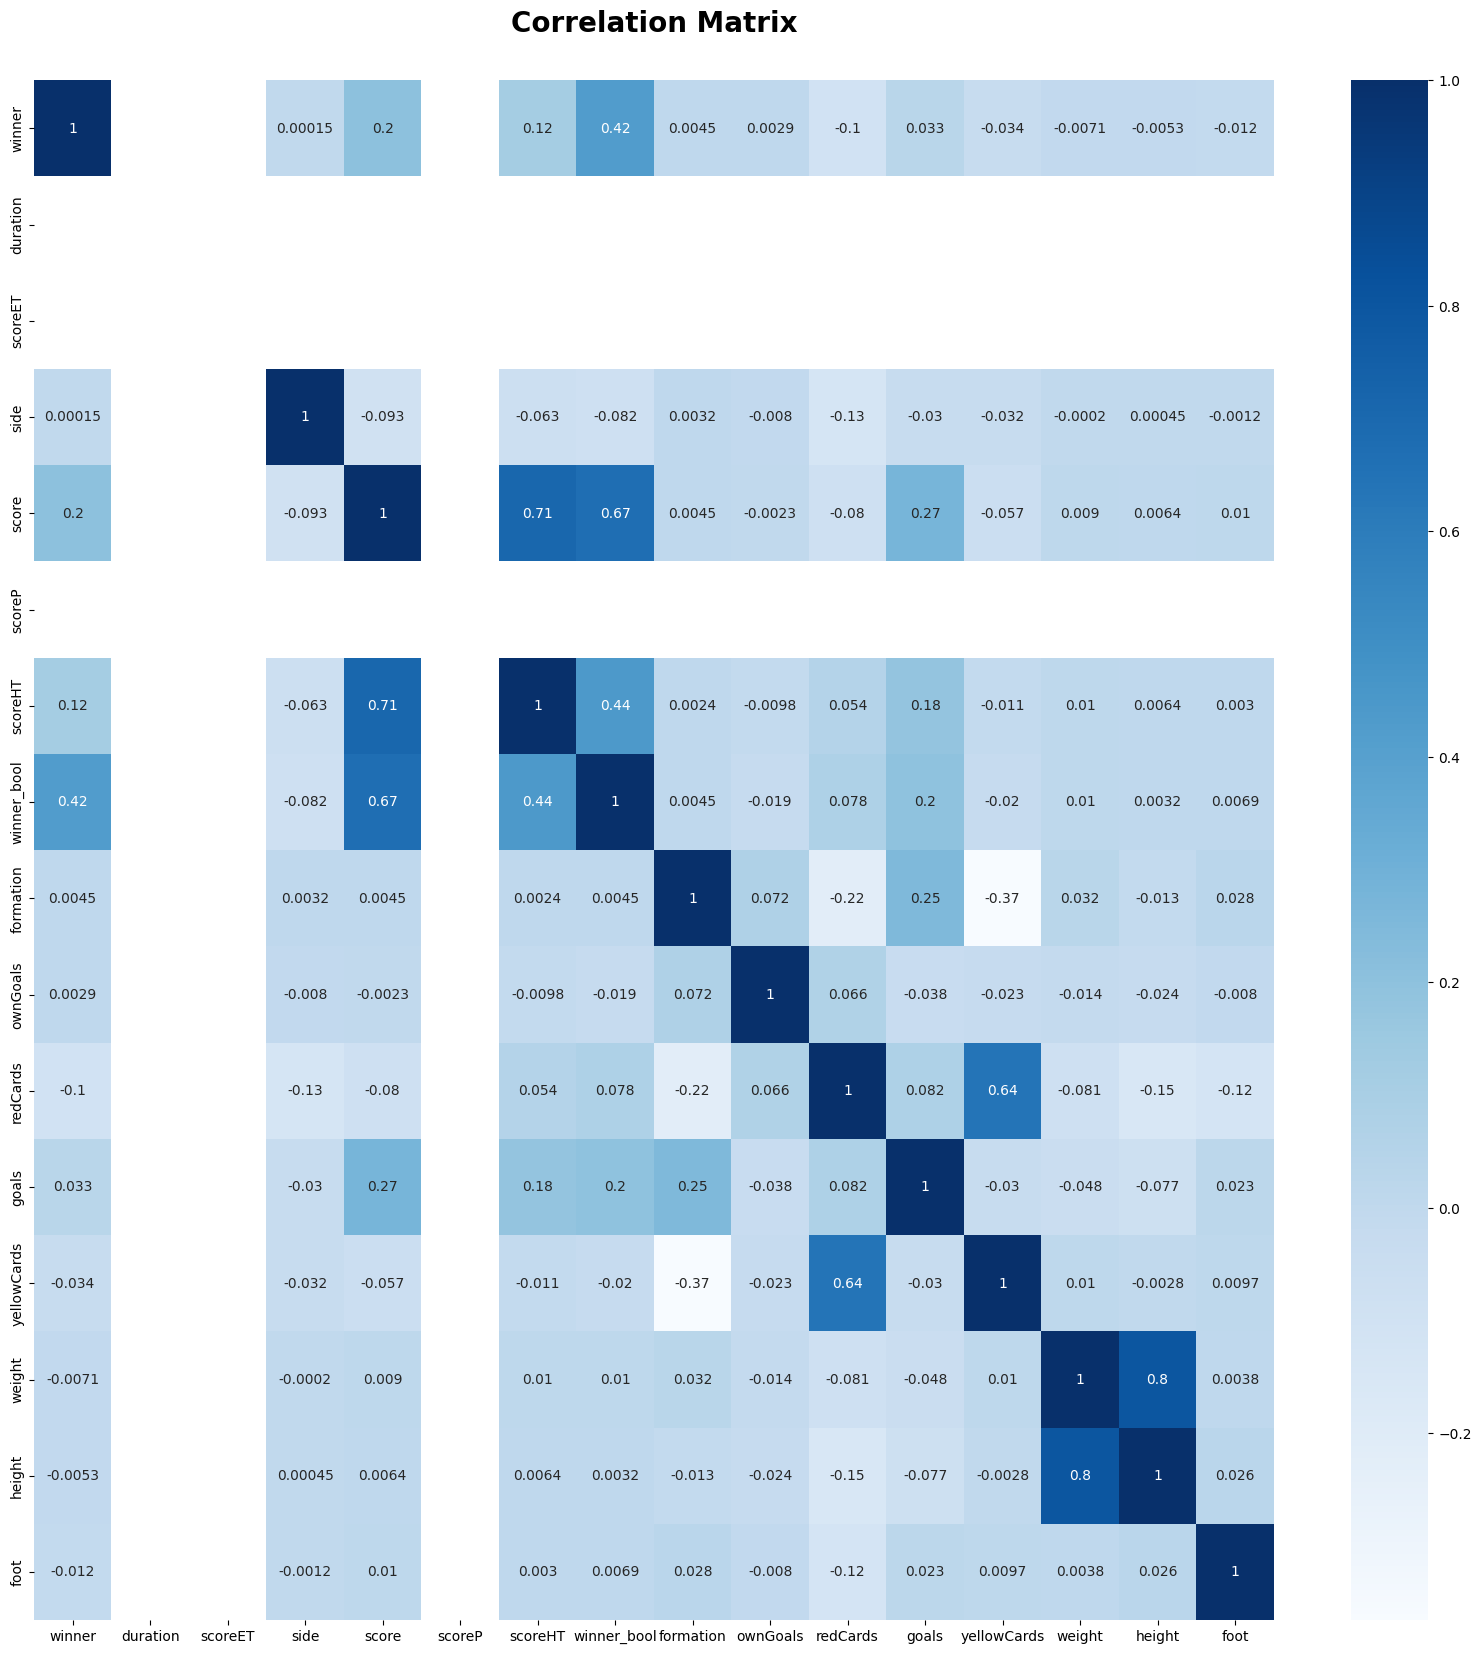 Correlation Matrix
winner 1 0.00015 0.2 0.12 0.42 0.0045 0.0029 -0.1 0.033 -0.034 -0.0071 -0.0053 -0.012
duration
scoreET
side 0.00015 1 -0.093 -0.063 -0.082 0.0032 -0.008 -0.13 -0.03 -0.032 -0.0002 0.00045 -0.0012
score 0.2 -0.093 1 0.71 0.67 0.0045 -0.0023 -0.08 0.27 -0.057 0.009 0.0064 0.01
scoreP
scoreHT 0.12 -0.063 0.71 1 0.44 0.0024 -0.0098 0.054 0.18 -0.011 0.01 0.0064 0.003
winner_bool 0.42 -0.082 0.67 0.44 1 0.0045 -0.019 0.078 0.2 -0.02 0.01 0.0032 0.0069
formation 0.0045 0.0032 0.0045 0.0024 0.0045 1 0.072 -0.22 0.25 -0.37 0.032 -0.013 0.028
ownGoals 0.0029 -0.008 -0.0023 -0.0098 -0.019 0.072 1 0.066 -0.038 -0.023 -0.014 -0.024 -0.008
redCards -0.1 -0.13 -0.08 0.054 0.078 -0.22 0.066 1 0.082 0.64 -0.081 -0.15 -0.12
goals 0.033 -0.03 0.27 0.18 0.2 0.25 -0.038 0.082 1 -0.03 -0.048 -0.077 0.023
yellowCards -0.034 -0.032 -0.057 -0.011 -0.02 -0.37 -0.023 0.64 -0.03 1 0.01 -0.0028 0.0097
weight -0.0071 -0.0002 0.009 0.01 0.01 0.032 -0.014 -0.081 -0.048 0.01 1 0.8 0.0038
height -0.0053 0.00045 0.0064 0.0064 0.0032 -0.013 -0.024 -0.15 -0.077 -0.0028 0.8 1 0.026
foot -0.012 -0.0012 0.01 0.003 0.0069 0.028 -0.008 -0.12 0.023 0.0097 0.0038 0.026 1
winner duration scoreET side score scoreP scoreHT winner_bool formation ownGoals redCards goals yellowCards weight height foot
1.0
0.8
0.6
0.4
0.2
0.0
−0.2